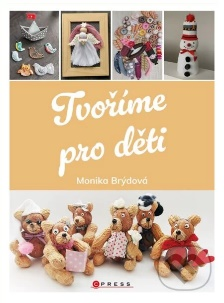 Tvoříme
pro děti
Monika Brýdová
CPRESS